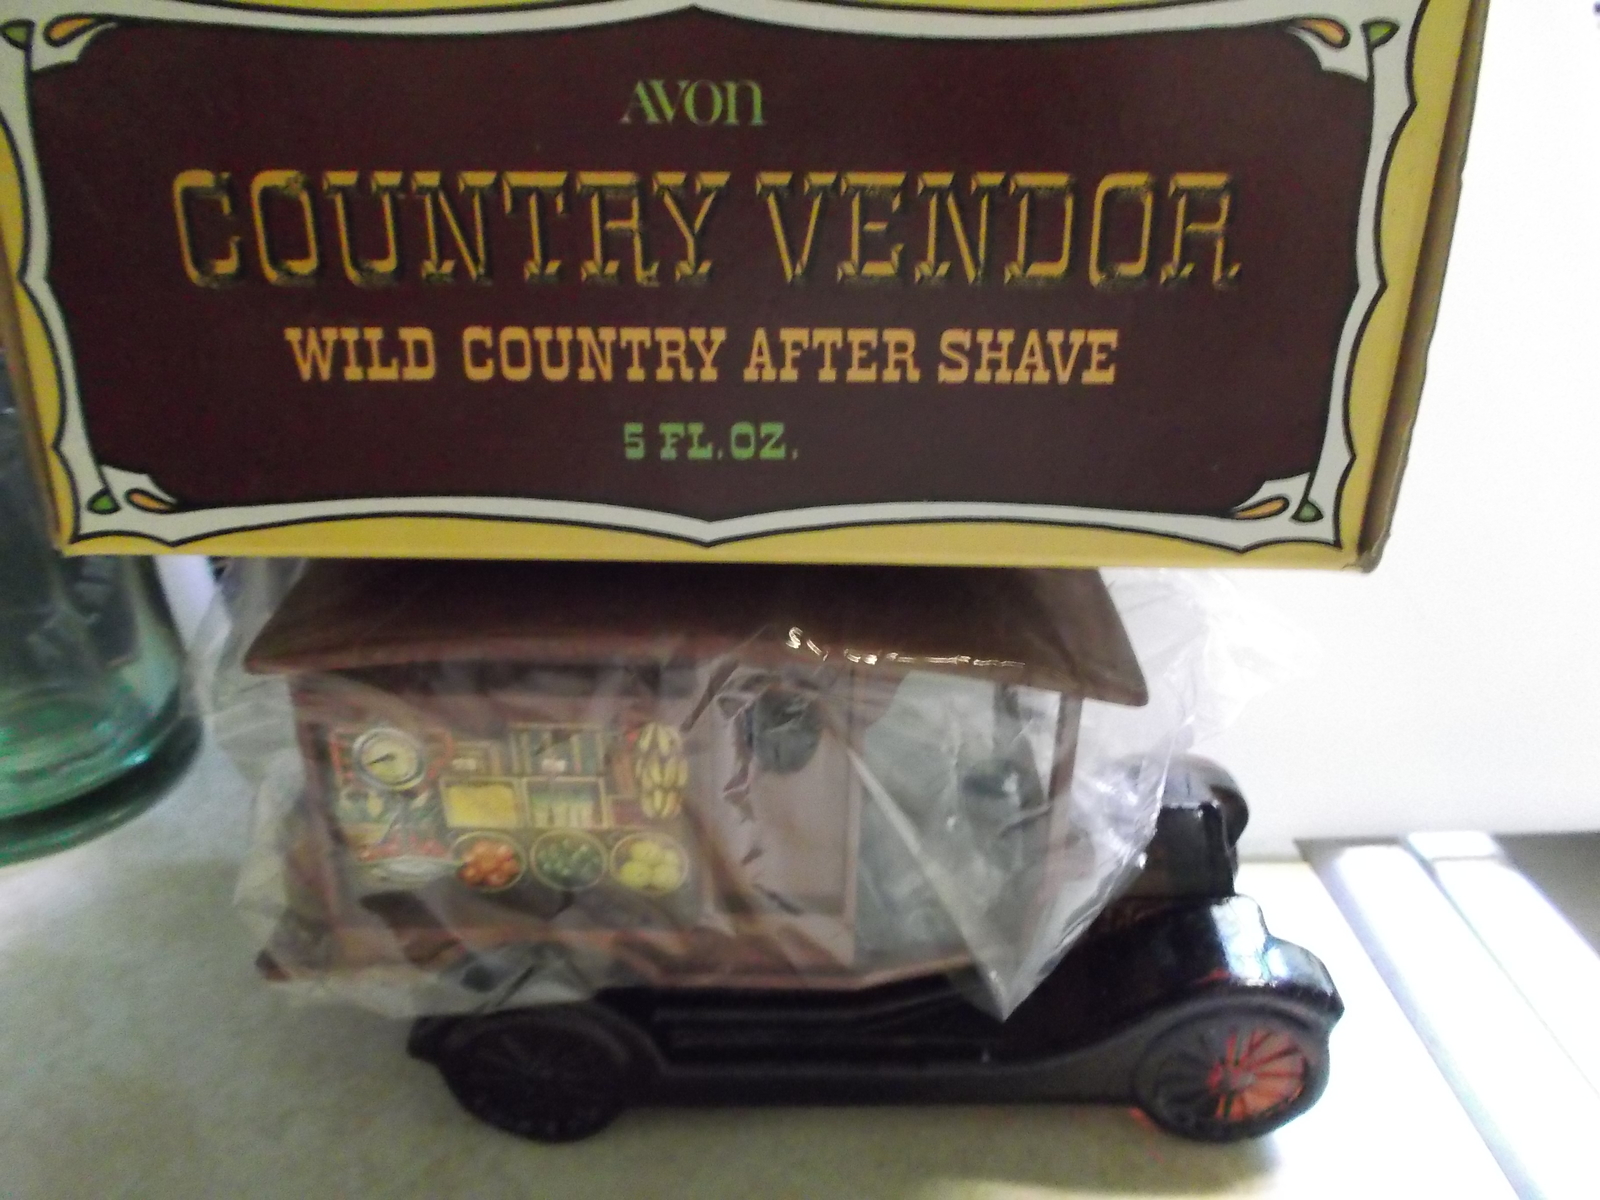 AVON
COUNTRY VENDOR
WILD COUNTRY AFTER SHAVE
5 FL. OZ.